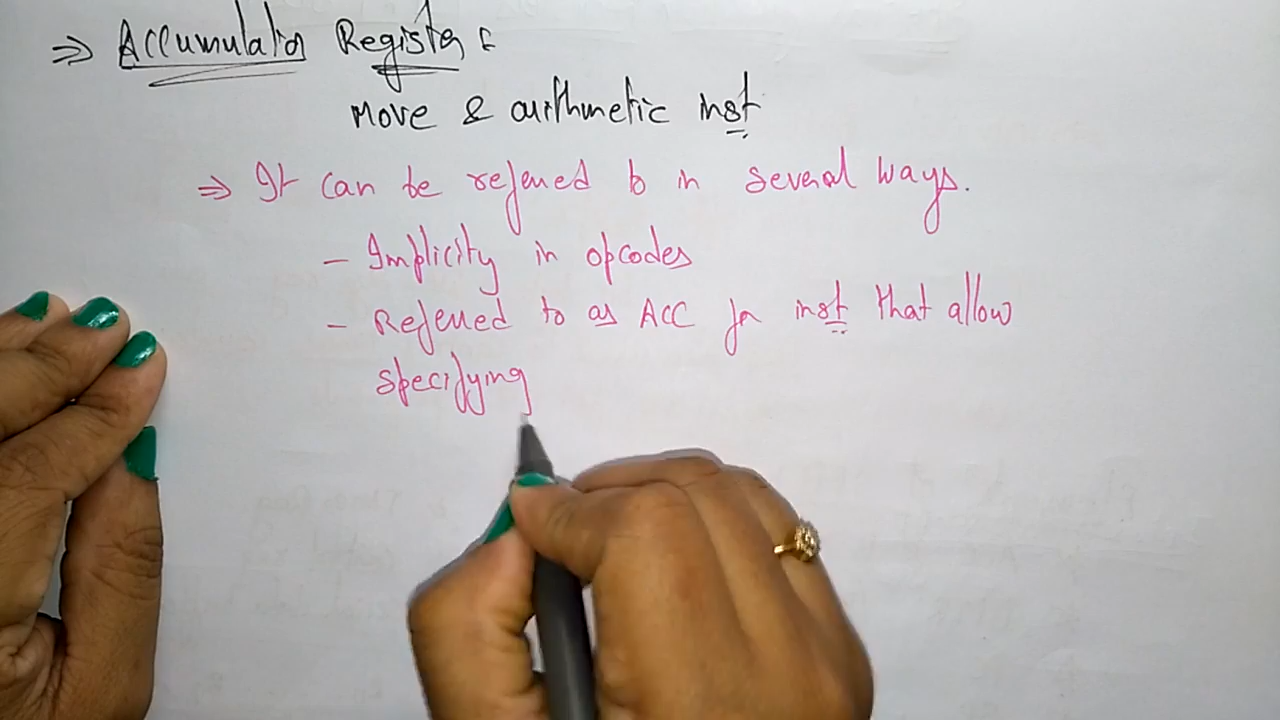 ⇒ Accumulator Register :
Move & arithmetic inst
⇒ It can be refered to in several ways.
- Implicity in opcodes
- Refered to as ACC for inst that allow
specifying